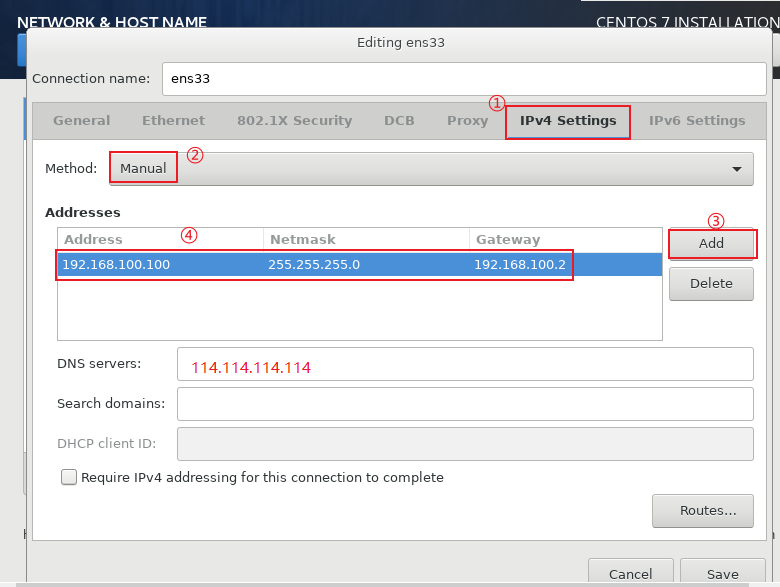 NETWORK & HOST NAME
CENTOS 7 INSTALLATION
Editing ens33
Connection name: ens33
General Ethernet 802.1X Security DCB Proxy ① IPv4 Settings IPv6 Settings
Method: Manual ②
Addresses
Address ④ Netmask Gateway
③ Add
192.168.100.100 255.255.255.0 192.168.100.2
Delete
DNS servers: 114.114.114.114
Search domains:
DHCP client ID:
Require IPv4 addressing for this connection to complete
Routes...
Cancel Save